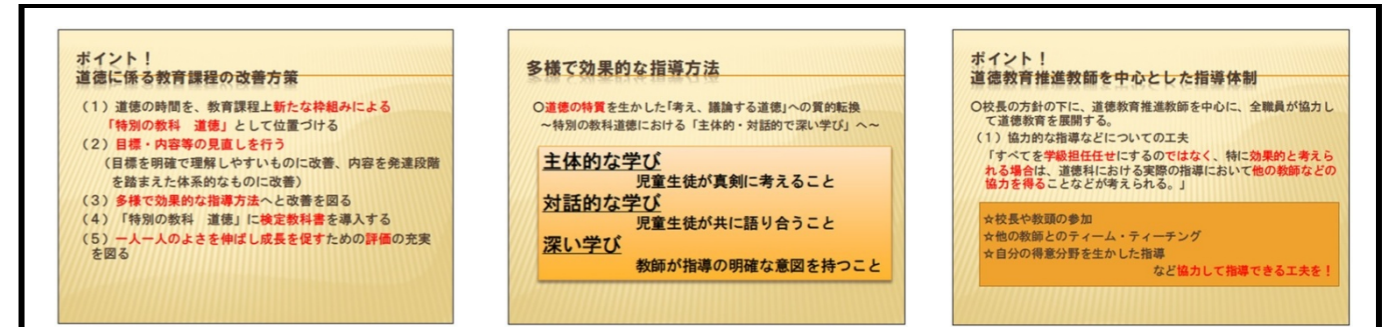 ポイント！
道徳に係る教育課程の改善方策
（１）道徳の時間を、教育課程上新たな枠組みによる
「特別の教科　道徳」として位置づける
（２）目標・内容等の見直しを行う
（目標を明確で理解しやすいものに改善、内容を発達段階
を踏まえた体系的なものに改善）
（３）多様で効果的な指導方法へと改善を図る
（４）「特別の教科　道徳」に検定教科書を導入する
（５）一人一人のよさを伸ばし成長を促すための評価の充実
を図る
多様で効果的な指導方法
○道徳の特質を生かした「考え、議論する道徳」への質的転換
～特別の教科道徳における「主体的・対話的で深い学び」へ～
主体的な学び
児童生徒が真剣に考えること
対話的な学び
児童生徒が共に語り合うこと
深い学び
教師が指導の明確な意図を持つこと
ポイント！
道徳教育推進教師を中心とした指導体制
○校長の方針の下に、道徳教育推進教師を中心に、全職員が協力し
て道徳教育を展開する。
（１）協力的な指導などについての工夫
「すべてを学級担任任せにするのではなく、特に効果的と考えら
れる場合は、道徳科における実際の指導において他の教師などの
協力を得ることなどが考えられる。」
☆校長や教頭の参加
☆他の教師とのティーム・ティーチング
☆自分の得意分野を生かした指導
など協力して指導できる工夫を！